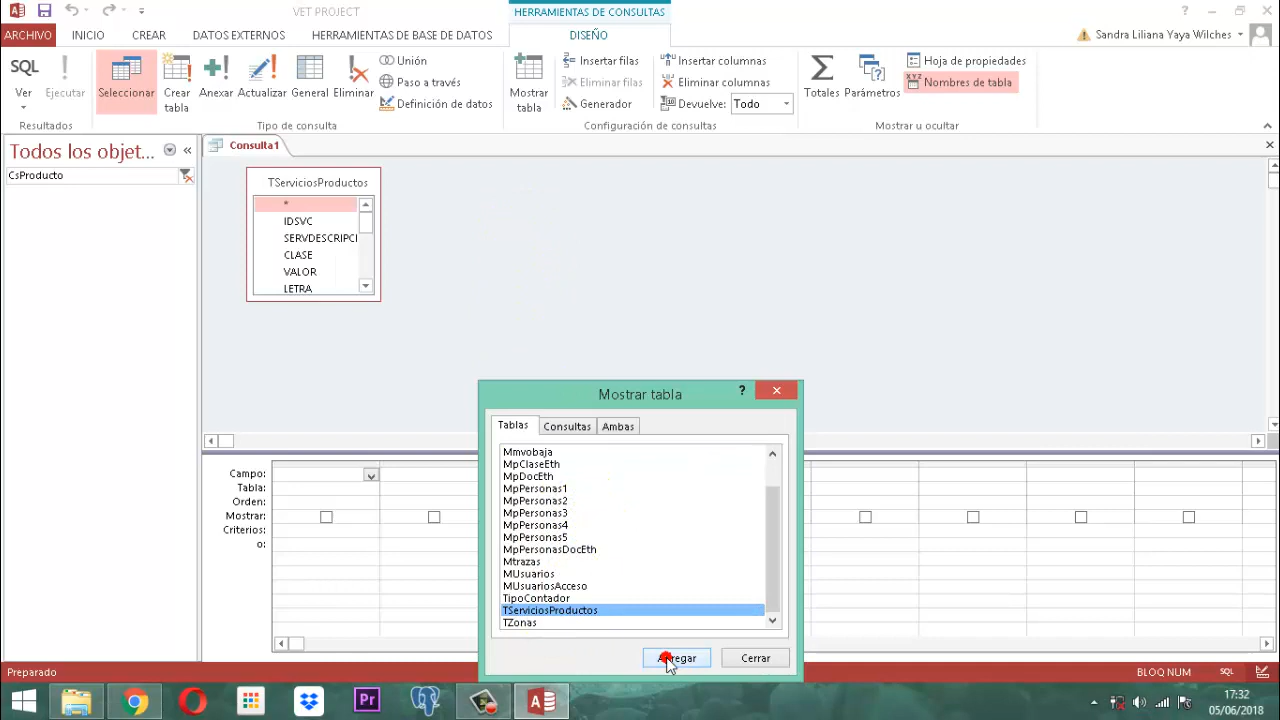 VET PROJECT
HERRAMIENTAS DE CONSULTAS
?
ARCHIVO INICIO CREAR DATOS EXTERNOS HERRAMIENTAS DE BASE DE DATOS DISEÑO
Sandra Liliana Yaya Wilches
SQL
Ver
Ejecutar
Resultados
Seleccionar
Crear tabla
Anexar
Actualizar
General
Eliminar
Unión
Paso a través
Definición de datos
Tipo de consulta
Mostrar tabla
Insertar filas
Eliminar filas
Generador
Insertar columnas
Eliminar columnas
Devuelve: Todo
Configuración de consultas
Totales
Parámetros
Hoja de propiedades
XYZ
Nombres de tabla
Mostrar u ocultar
Todos los objet...
CsProducto
Consulta1
TServiciosProductos
*
IDSVC
SERVDESCRIPCI
CLASE
VALOR
LETRA
Mostrar tabla
?
Tablas Consultas Ambas
Mmvobaja
MpClaseEth
MpDocEth
MpPersonas1
MpPersonas2
MpPersonas3
MpPersonas4
MpPersonas5
MpPersonasDocEth
Mtrazas
MUsuarios
MUsuariosAcceso
TipoContador
TServiciosProductos
TZonas
Agregar Cerrar
Campo:
Tabla:
Orden:
Mostrar:
Criterios:
o:
Preparado
BLOQ NUM
SQL
Pr
17:32
05/06/2018